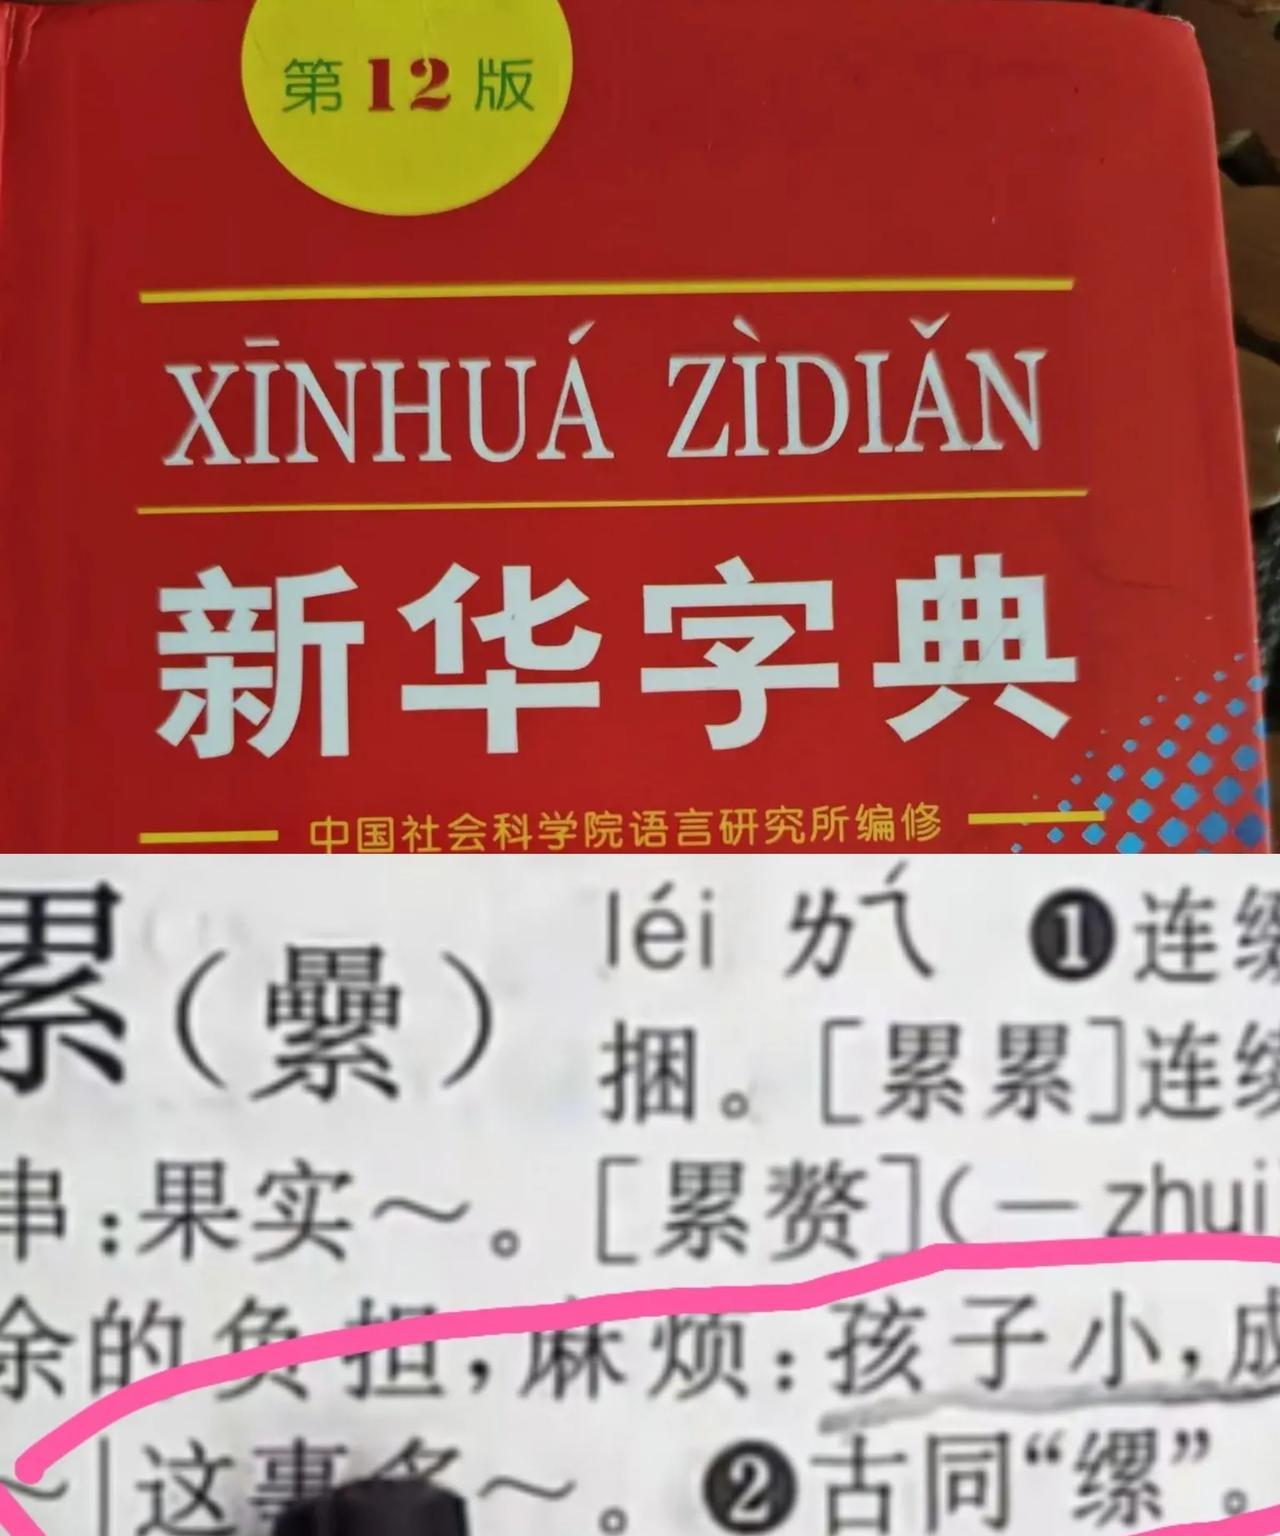 第12版
XĪNHUÁ ZÌDIǍN
新华字典
中国社会科学院语言研究所编修
累（纍） léi ㄌㄟˊ ❶连
捆。[累累]连
串：果实～。[累赘](－zhui
余的负担，麻烦：孩子小，成
～|这事多～。❷古同“缧”。